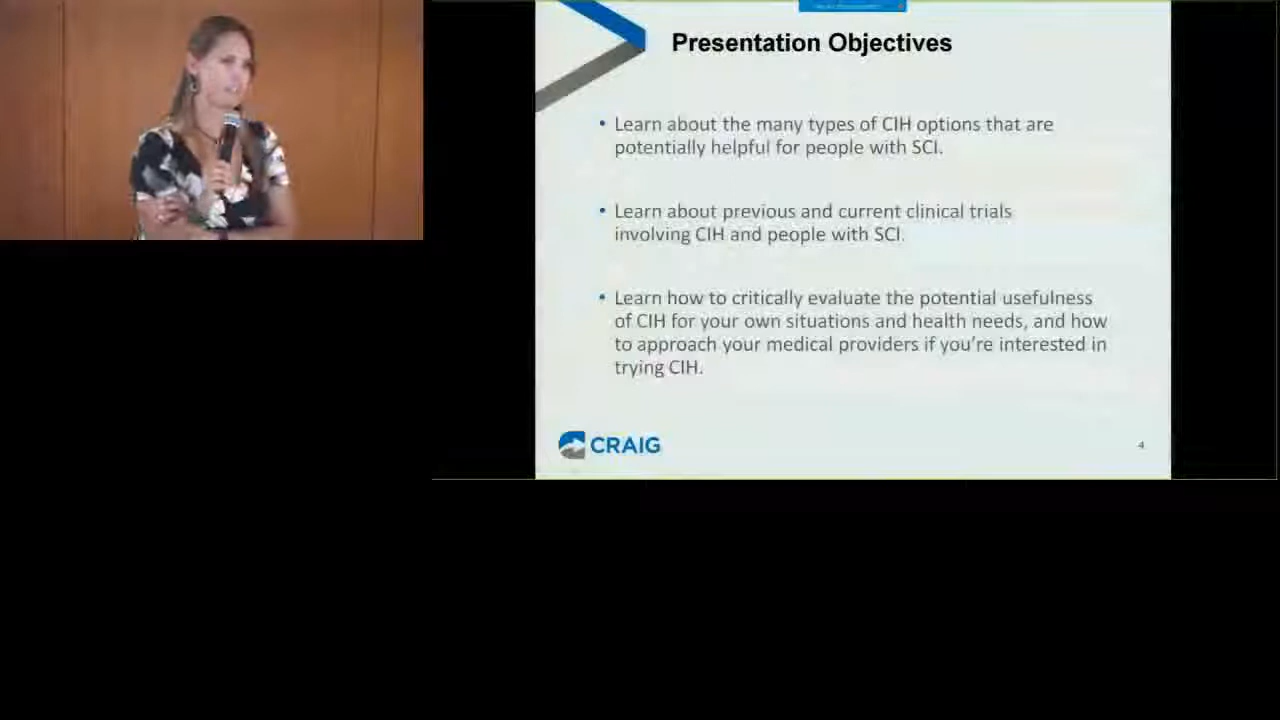 Presentation Objectives
• Learn about the many types of CIH options that are
potentially helpful for people with SCI.
• Learn about previous and current clinical trials
involving CIH and people with SCI.
• Learn how to critically evaluate the potential usefulness
of CIH for your own situations and health needs, and how
to approach your medical providers if you’re interested in
trying CIH.
CRAIG
4